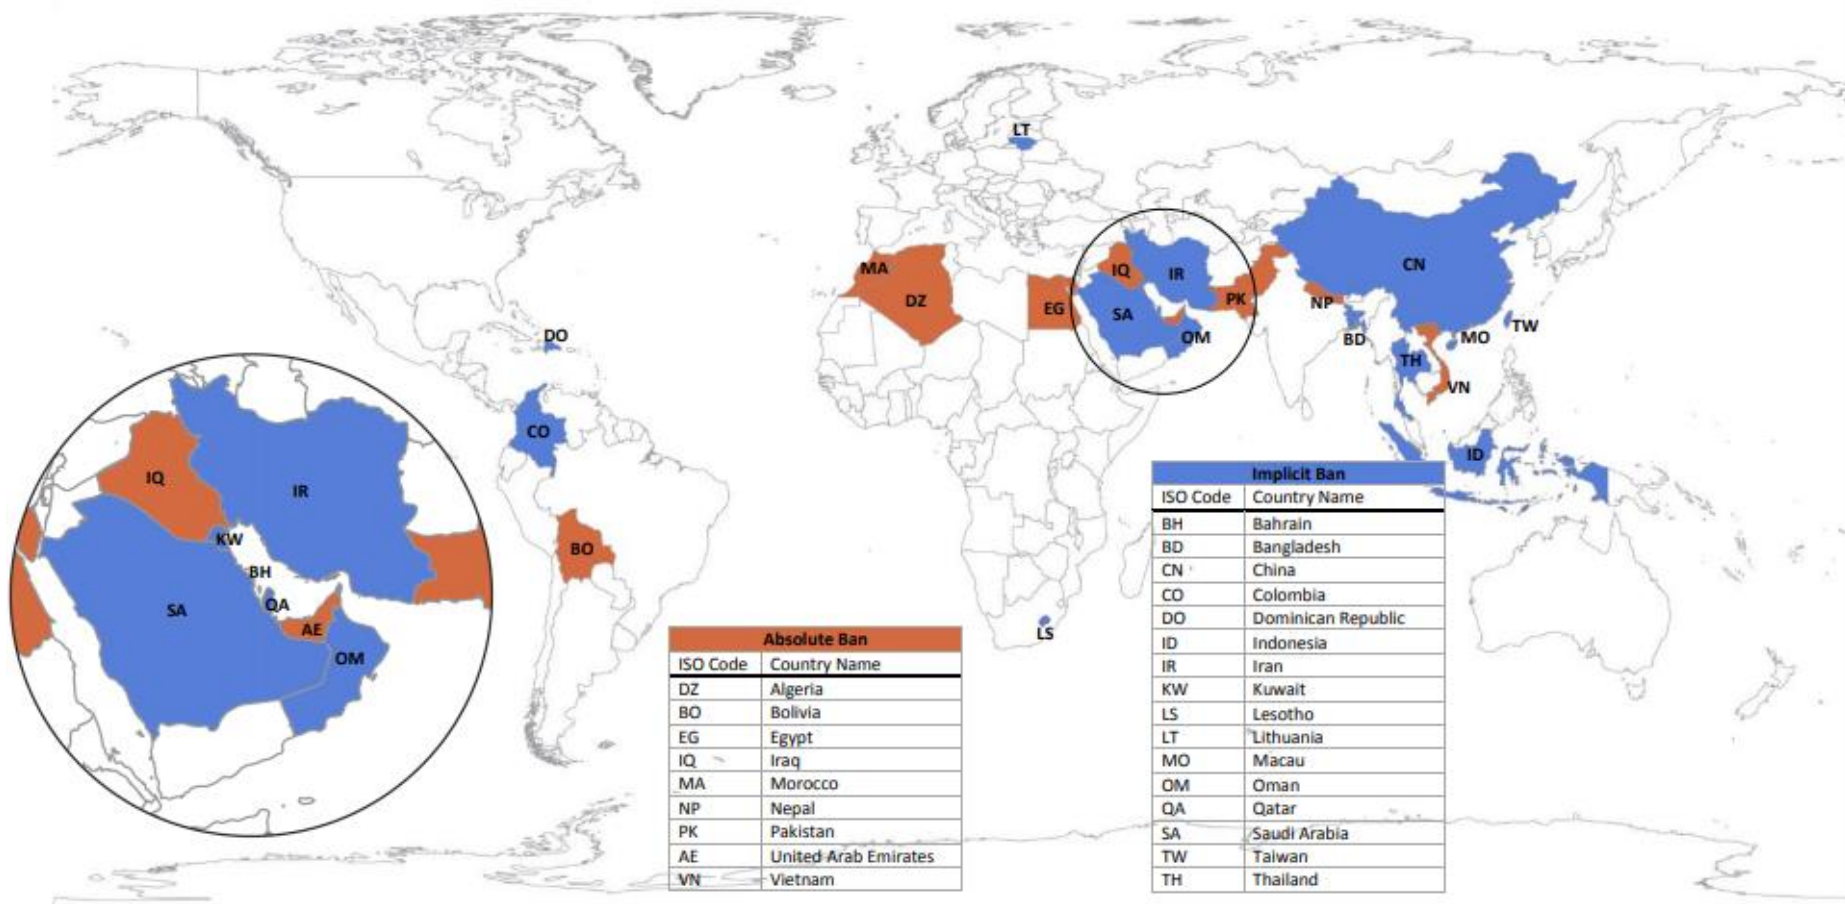 LT
MA
DZ
EG
IQ
IR
SA
OM
PK
NP
CN
BD
MO
TW
TH
VN
ID
DO
CO
BO
LS
IQ
IR
KW
BH
QA
SA
AE
OM
Absolute Ban
ISO Code Country Name
DZ Algeria
BO Bolivia
EG Egypt
IQ Iraq
MA Morocco
NP Nepal
PK Pakistan
AE United Arab Emirates
VN Vietnam
Implicit Ban
ISO Code Country Name
BH Bahrain
BD Bangladesh
CN China
CO Colombia
DO Dominican Republic
ID Indonesia
IR Iran
KW Kuwait
LS Lesotho
LT Lithuania
MO Macau
OM Oman
QA Qatar
SA Saudi Arabia
TW Taiwan
TH Thailand